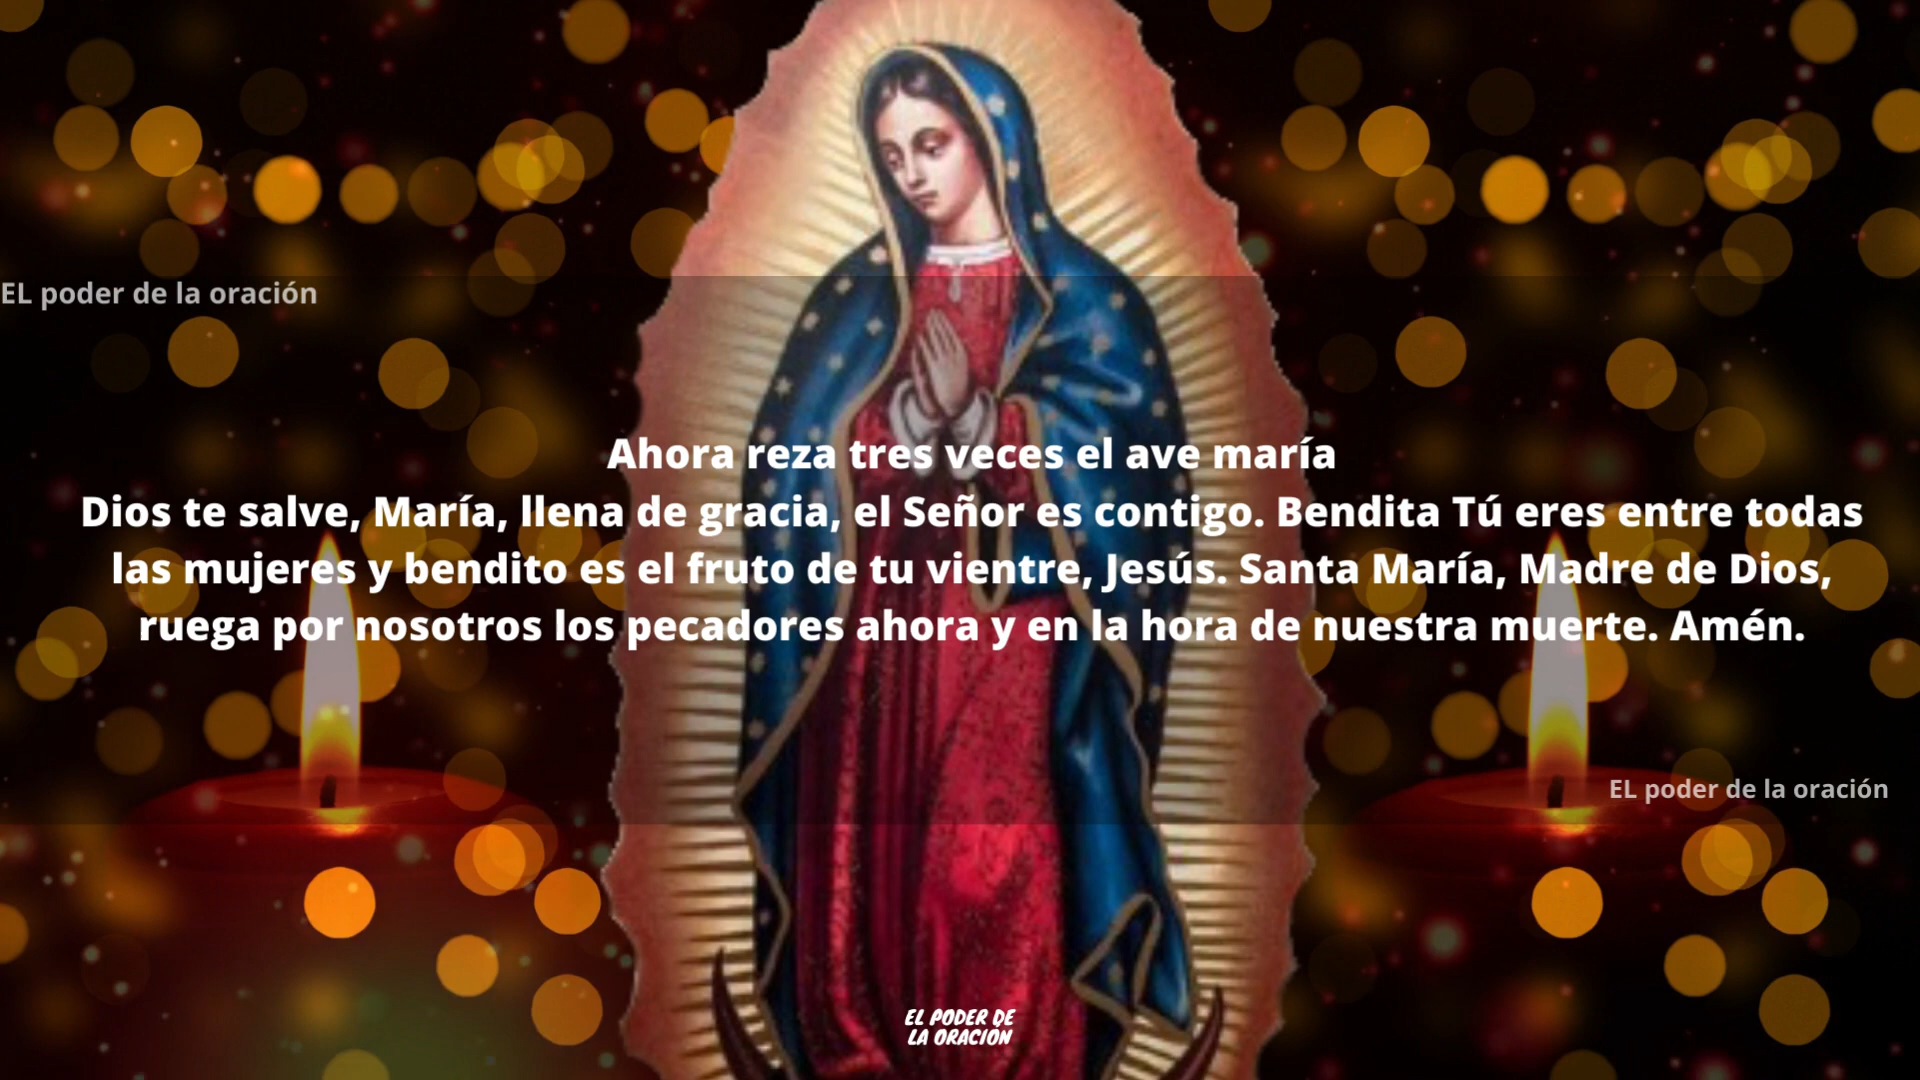 EL poder de la oración
Ahora reza tres veces el ave maría
Dios te salve, María, llena de gracia, el Señor es contigo. Bendita Tú eres entre todas
las mujeres y bendito es el fruto de tu vientre, Jesús. Santa María, Madre de Dios,
ruega por nosotros los pecadores ahora y en la hora de nuestra muerte. Amén.
EL poder de la oración
EL PODER DE
LA ORACIÓN